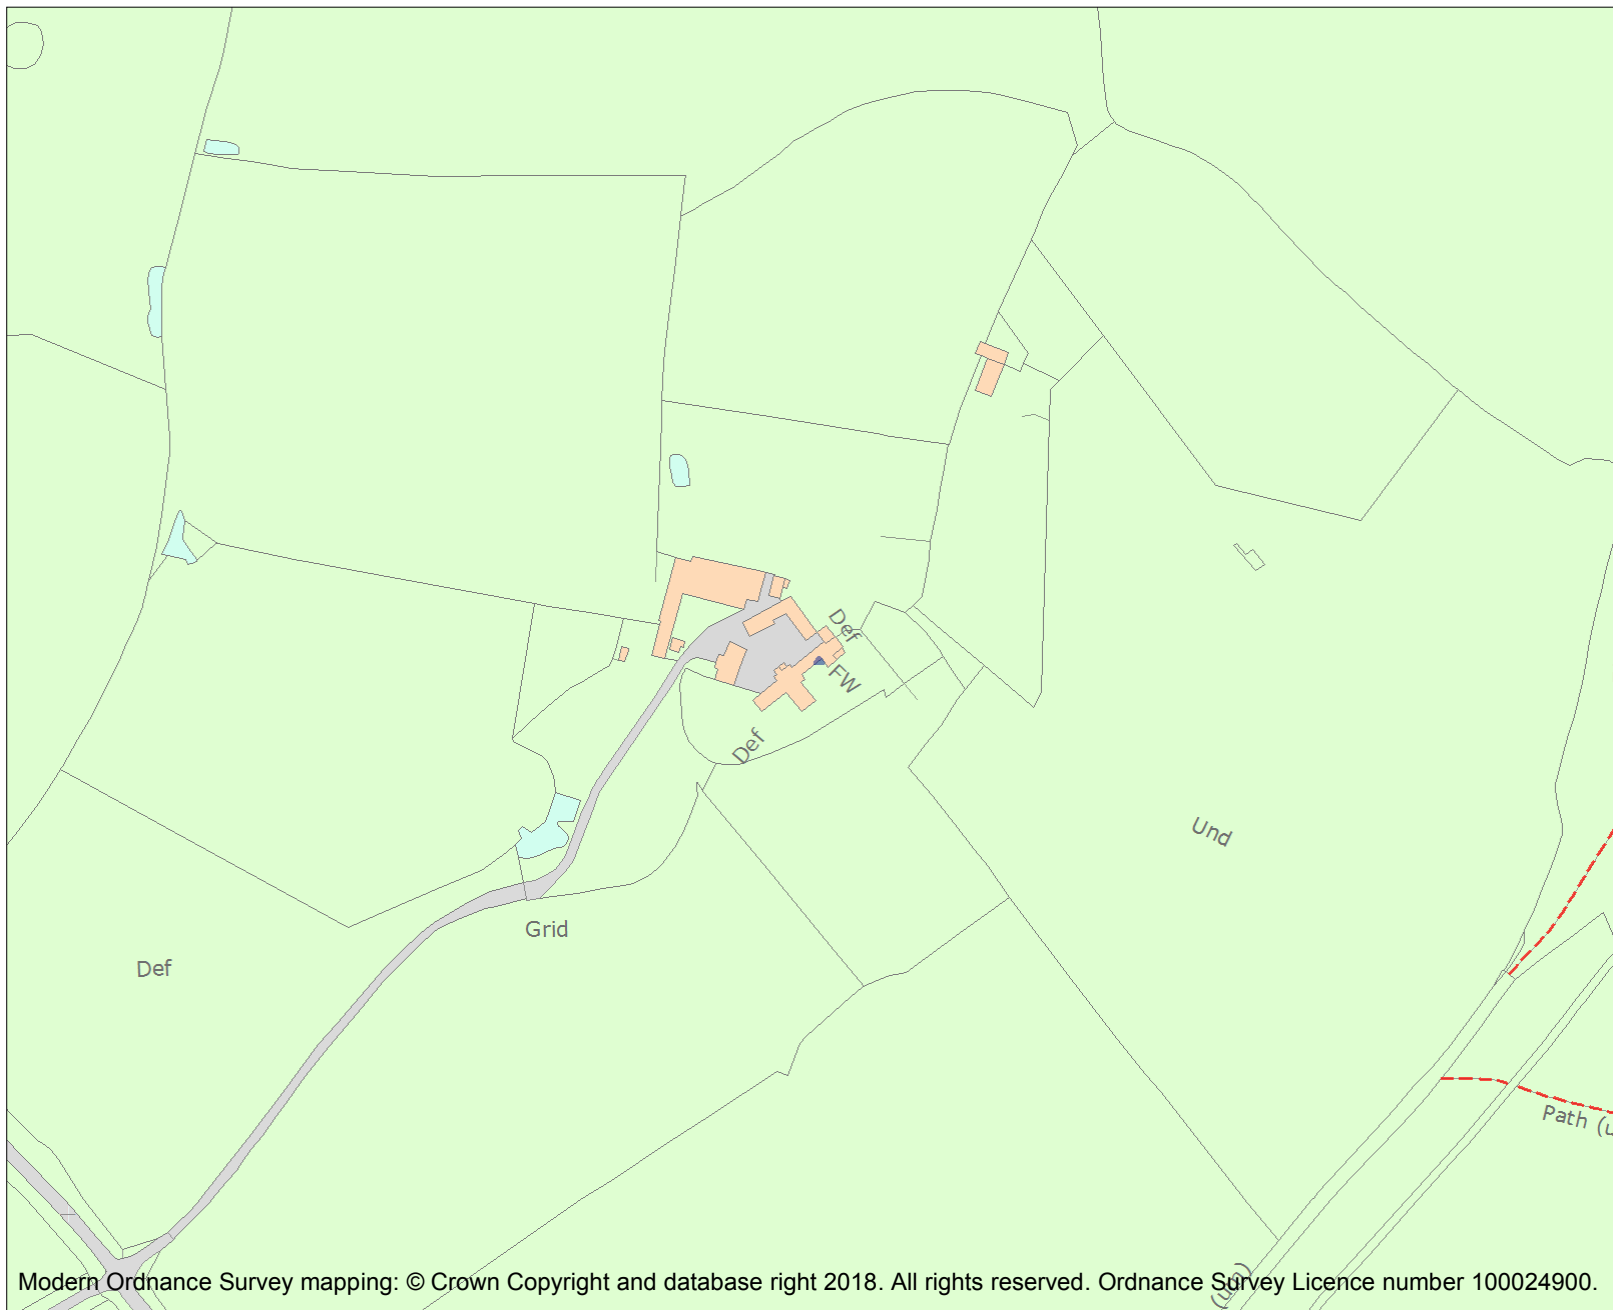 Def
FW
Def
Und
Grid
Def
Path (u
(um)
Modern Ordnance Survey mapping: © Crown Copyright and database right 2018. All rights reserved. Ordnance Survey Licence number 100024900.